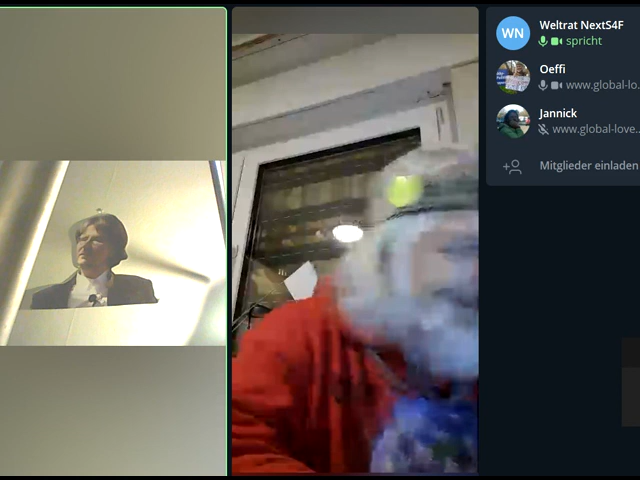 WN
Weltrat NextS4F
spricht
Oeffi
www.global-lo...
Jannick
www.global-love...
Mitglieder einladen